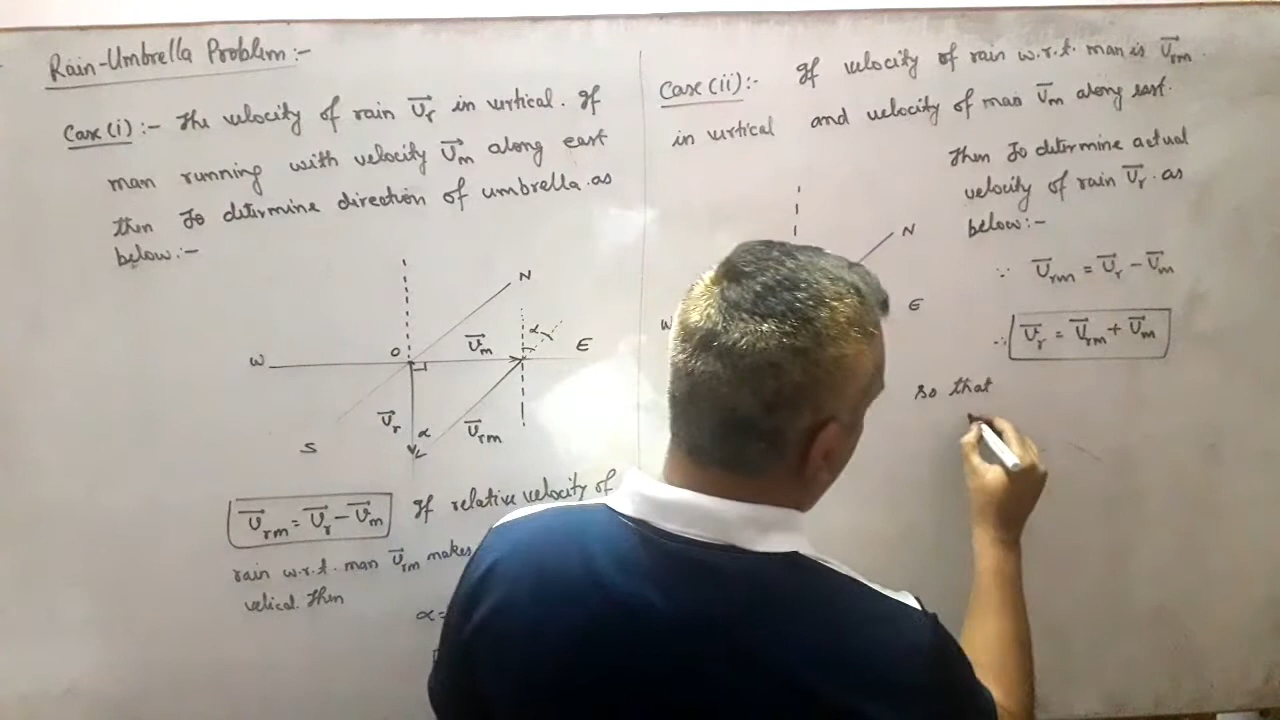 Rain-Umbrella Problem:-
Case(i):- The velocity of rain v⃗r in vertical. If
man running with velocity v⃗m along east
then To determine direction of umbrella as
below:-
N
W
O
v⃗m
α
E
v⃗r
α
v⃗rm
S
v⃗rm = v⃗r - v⃗m
If relative velocity of
rain w.r.t. man v⃗rm makes
velical. Then
α=
Case(ii):- If velocity of rain w.r.t. man is v⃗rm
in vertical and velocity of man v⃗m along east.
Then To determine actual
velocity of rain v⃗r as
below:-
N
W
E
∵ v⃗rm = v⃗r - v⃗m
∴ v⃗r = v⃗rm + v⃗m
so that